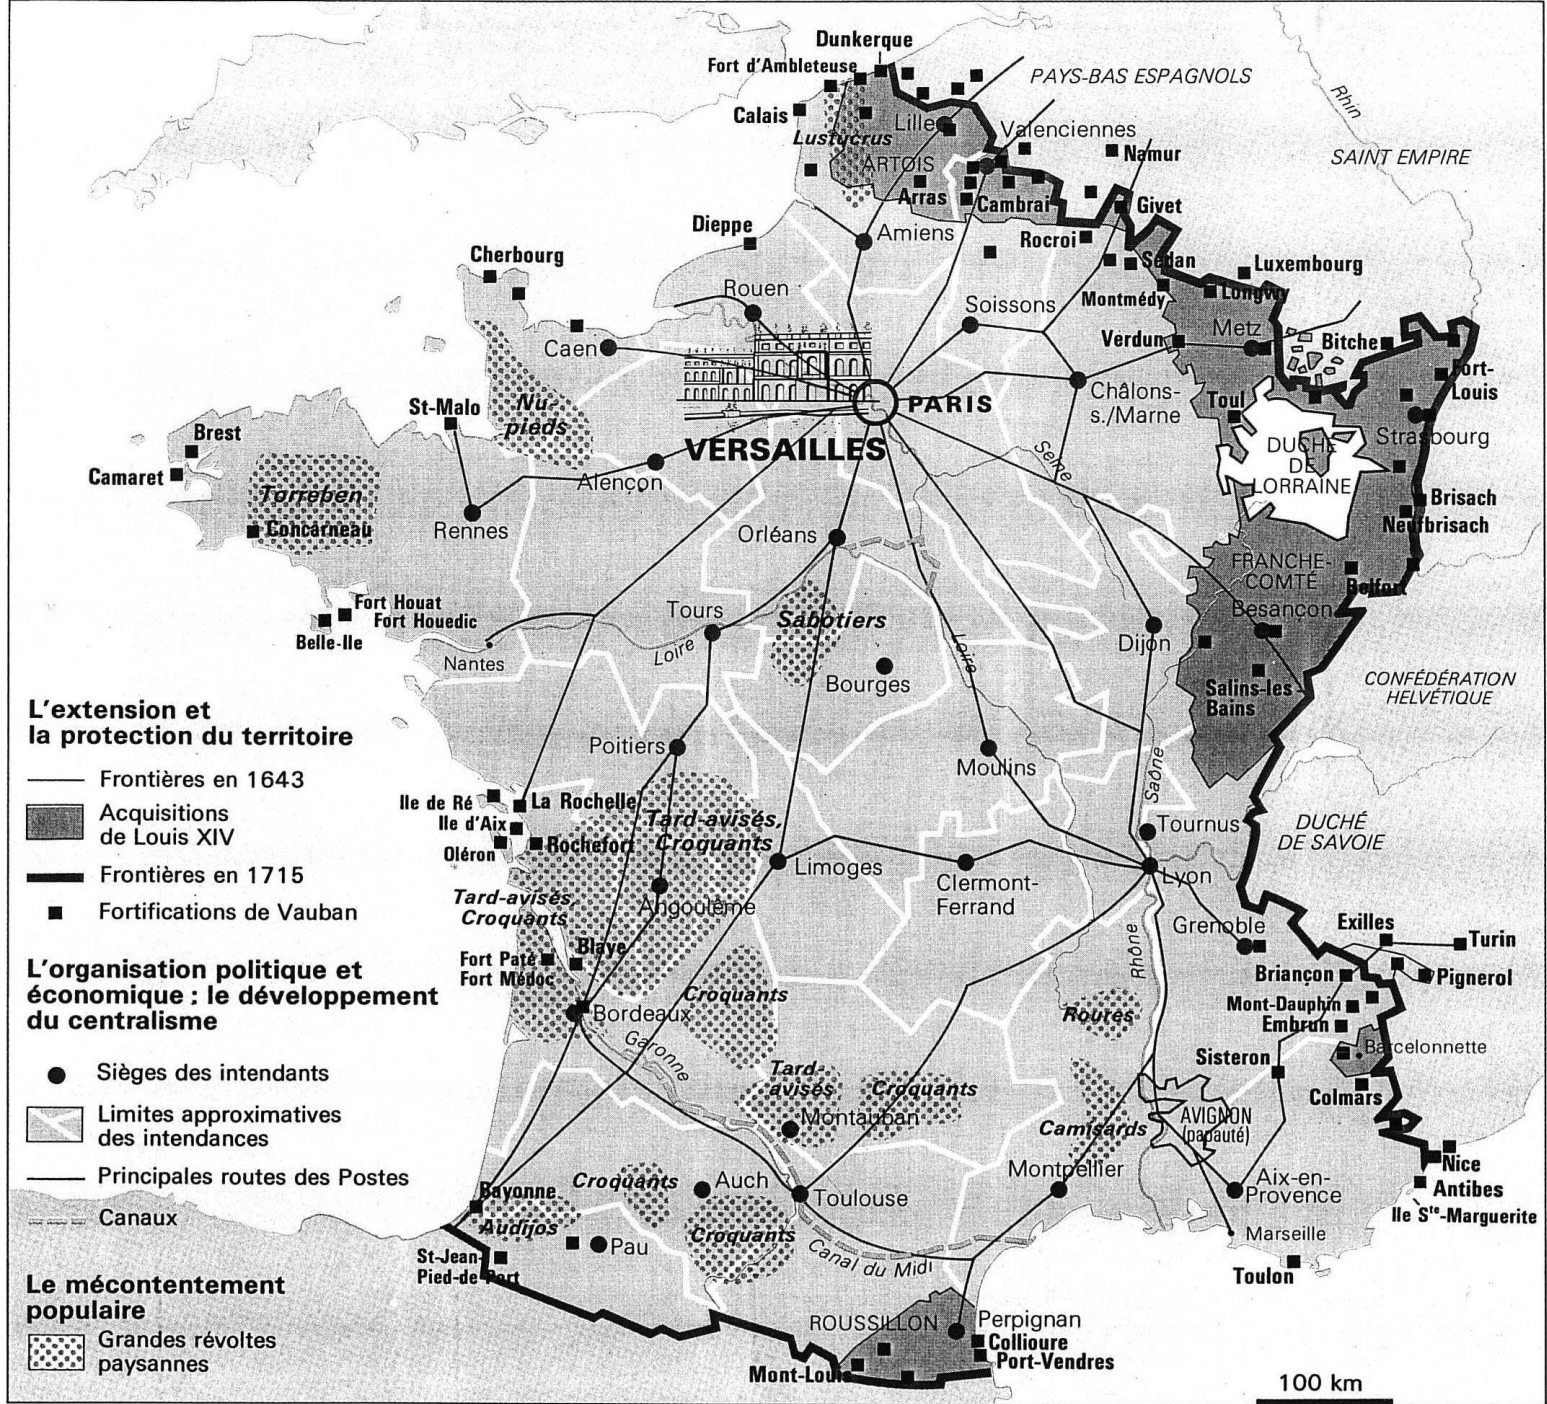 Dunkerque
Fort d'Ambleteuse
PAYS-BAS ESPAGNOLS
Rhin
Calais
Lille
Valenciennes
Lustucrus
Namur
SAINT EMPIRE
ARTOIS
Arras
Cambrai
Givet
Dieppe
Amiens
Rocroi
Cherbourg
Sédan
Luxembourg
Rouen
Soissons
Montmédy
Longwy
Caen
Verdun
Metz
Bitche
Fort-
Louis
Châlons-
s./Marne
PARIS
Toul
St-Malo
Nu-
pieds
Strasbourg
Brest
VERSAILLES
Seine
DUCHÉ
DE
LORRAINE
Camaret
Alençon
Torreben
Brisach
Concarneau
Rennes
Orléans
Neufbrisach
FRANCHE-
COMTÉ
Belfort
Fort Houat
Fort Houedic
Tours
Sabotiers
Besançon
Belle-Ile
Loire
Loire
Dijon
Nantes
Bourges
Salins-les-
Bains
CONFÉDÉRATION
HELVÉTIQUE
L'extension et
la protection du territoire
Poitiers
Moulins
Saône
Frontières en 1643
Ile de Ré
La Rochelle
Acquisitions
de Louis XIV
Ile d'Aix
Tard-avisés,
Croquants
Tournus
DUCHÉ
DE SAVOIE
Oléron
Rochefort
Frontières en 1715
Limoges
Clermont-
Ferrand
Lyon
Fortifications de Vauban
Tard-avisés,
Croquants
Angoulême
Grenoble
Exilles
Turin
Rhône
L'organisation politique et
économique : le développement
du centralisme
Fort Paté
Fort Médoc
Blaye
Briançon
Pignerol
Croquants
Roures
Mont-Dauphin
Embrun
Bordeaux
Garonne
Barcelonnette
Sisteron
Sièges des intendants
Tard-
avisés
Croquants
Colmars
Limites approximatives
des intendances
Montauban
Camisards
AVIGNON
(papauté)
Principales routes des Postes
Croquants
Auch
Toulouse
Montpellier
Aix-en-
Provence
Nice
Antibes
Bayonne
Ile Ste-Marguerite
Canaux
Audijos
Croquants
Marseille
Pau
Canal du Midi
St-Jean-
Pied-de-Port
Toulon
Le mécontentement
populaire
ROUSSILLON
Perpignan
Grandes révoltes
paysannes
Collioure
Port-Vendres
Mont-Louis
100 km